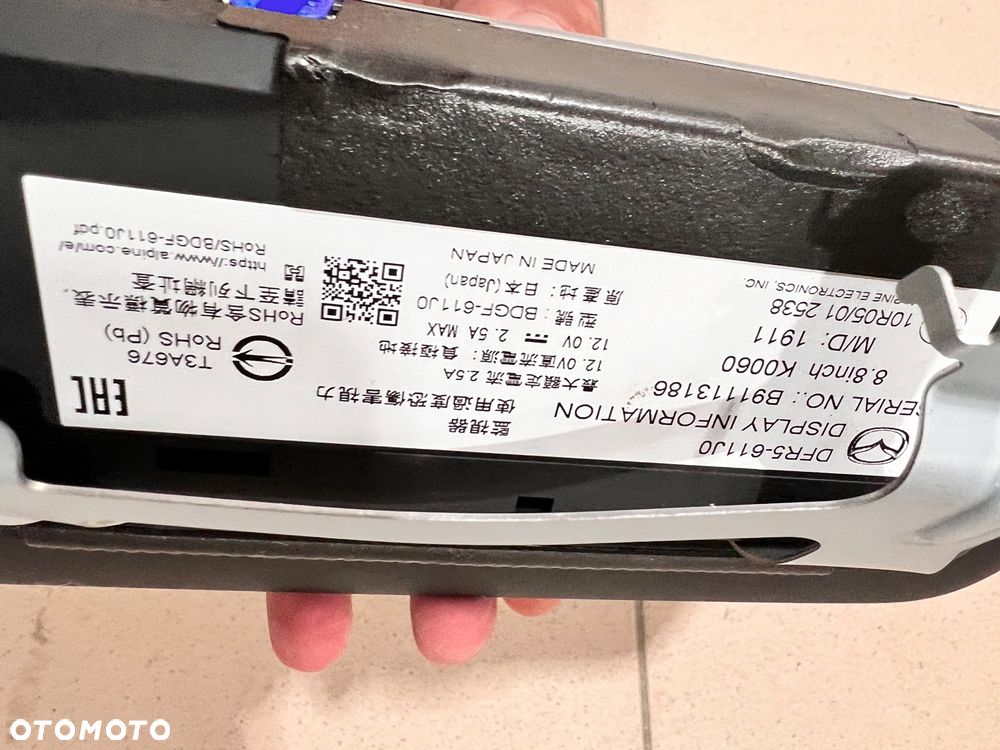 DFR5-611J0
DISPLAY INFORMATION
SERIAL NO.: B91113186
8.8inch K0060
M/D: 1911
10R05/01 2538
ELECTRONICS, INC.
監視器
使用過度恐傷害視力
最大額定電流 2.5A
12.0V直流電源：負極接地
12.0V 2.5A MAX
型號：BDGF-611J0
原產地：日本 (Japan)
MADE IN JAPAN
EAC
T3A676
RoHS (Pb)
RoHS含有物質標示表，
請至下列網址查
閱 https://www.alpine.com/e/
RoHS/BDGF-611J0.pdf
OTOMOTO